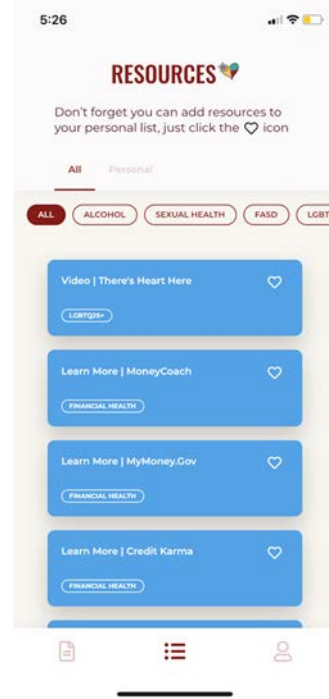 5:26
RESOURCES
Don't forget you can add resources to
your personal list, just click the icon
All Personal
ALL ALCOHOL SEXUAL HEALTH FASD LGBT
Video | There's Heart Here
LGBTQ2S+
Learn More | MoneyCoach
FINANCIAL HEALTH
Learn More | MyMoney.Gov
FINANCIAL HEALTH
Learn More | Credit Karma
FINANCIAL HEALTH